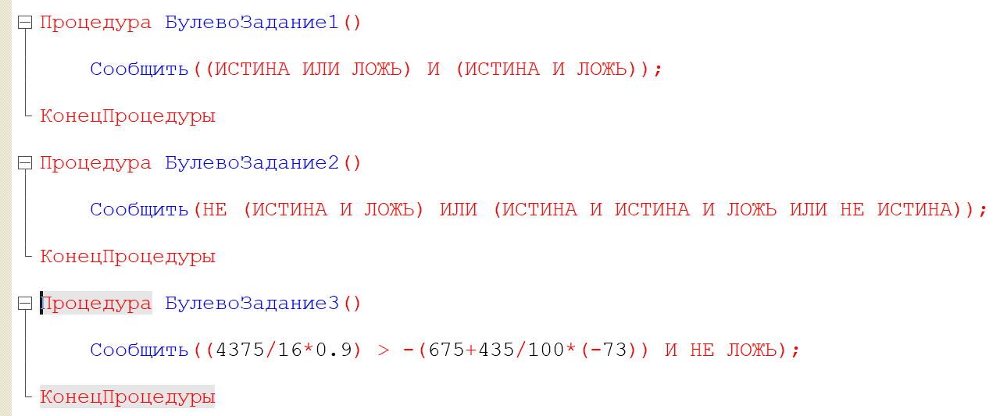 Процедура БулевоЗадание1()
Сообщить((ИСТИНА ИЛИ ЛОЖЬ) И (ИСТИНА И ЛОЖЬ));
КонецПроцедуры
Процедура БулевоЗадание2()
Сообщить(НЕ (ИСТИНА И ЛОЖЬ) ИЛИ (ИСТИНА И ИСТИНА И ЛОЖЬ ИЛИ НЕ ИСТИНА));
КонецПроцедуры
Процедура БулевоЗадание3()
Сообщить((4375/16*0.9) > -(675+435/100*(-73)) И НЕ ЛОЖЬ);
КонецПроцедуры